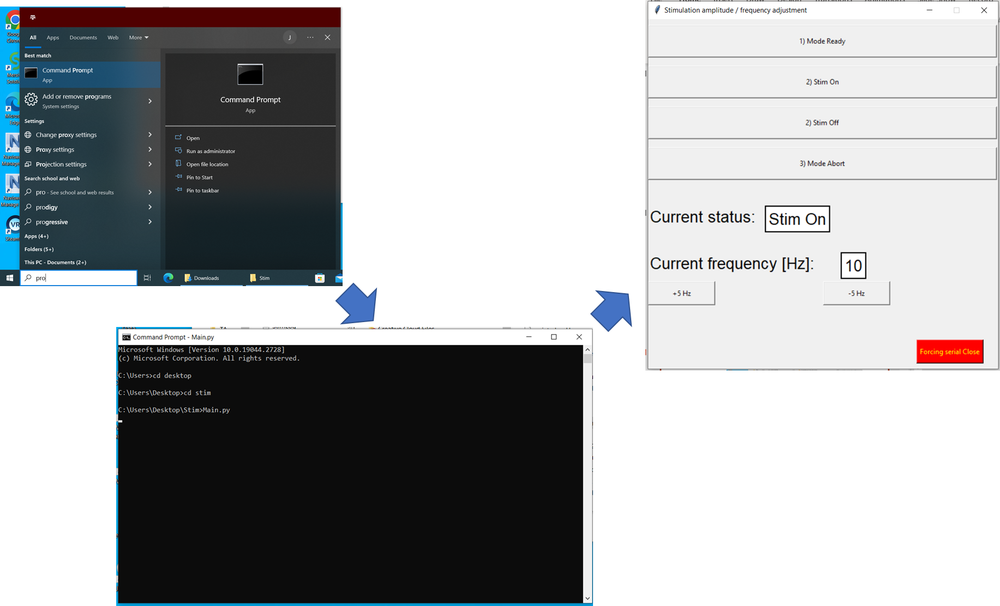 All Apps Documents Web More J
Best match
Command Prompt
App
Add or remove programs
System settings
Settings
Change proxy settings
Proxy settings
Projection settings
Search school and web
pro - See school and web results
prodigy
progressive
Apps (4+)
Folders (5+)
This PC - Documents (2+)
Command Prompt
App
Open
Run as administrator
Open file location
Pin to Start
Pin to taskbar
pro
Downloads
Stim
Command Prompt - Main.py
Microsoft Windows [Version 10.0.19044.2728]
(c) Microsoft Corporation. All rights reserved.
C:\Users>cd desktop
C:\Users\Desktop>cd stim
C:\Users\Desktop\Stim>Main.py
Stimulation amplitude / frequency adjustment
1) Mode Ready
2) Stim On
2) Stim Off
3) Mode Abort
Current status: Stim On
Current frequency [Hz]: 10
+5 Hz
-5 Hz
Forcing serial Close